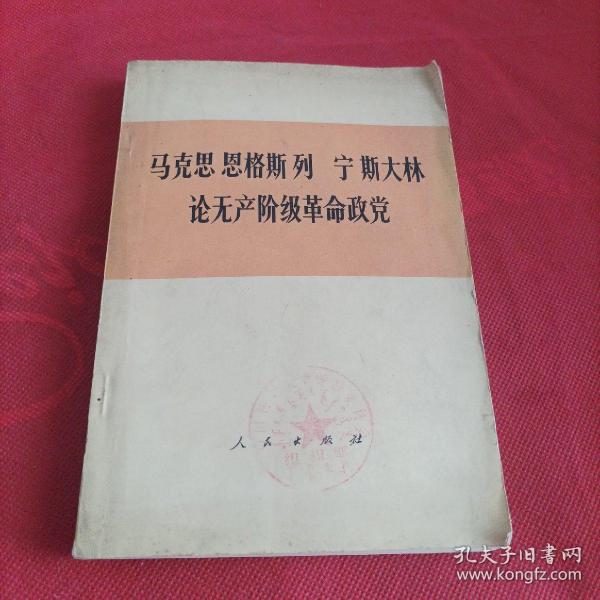 马克思 恩格斯 列 宁 斯大林
论无产阶级革命政党
人民出版社
孔夫子旧书网
www.kongfz.com